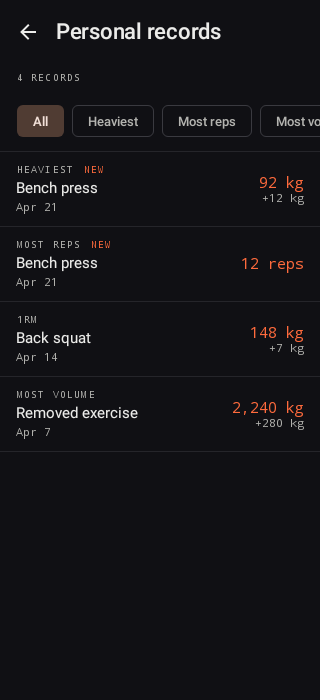 Personal records
4 RECORDS
All
Heaviest
Most reps
Most vo
HEAVIEST NEW
Bench press
Apr 21
92 kg
+12 kg
MOST REPS NEW
Bench press
Apr 21
12 reps
1RM
Back squat
Apr 14
148 kg
+7 kg
MOST VOLUME
Removed exercise
Apr 7
2,240 kg
+280 kg